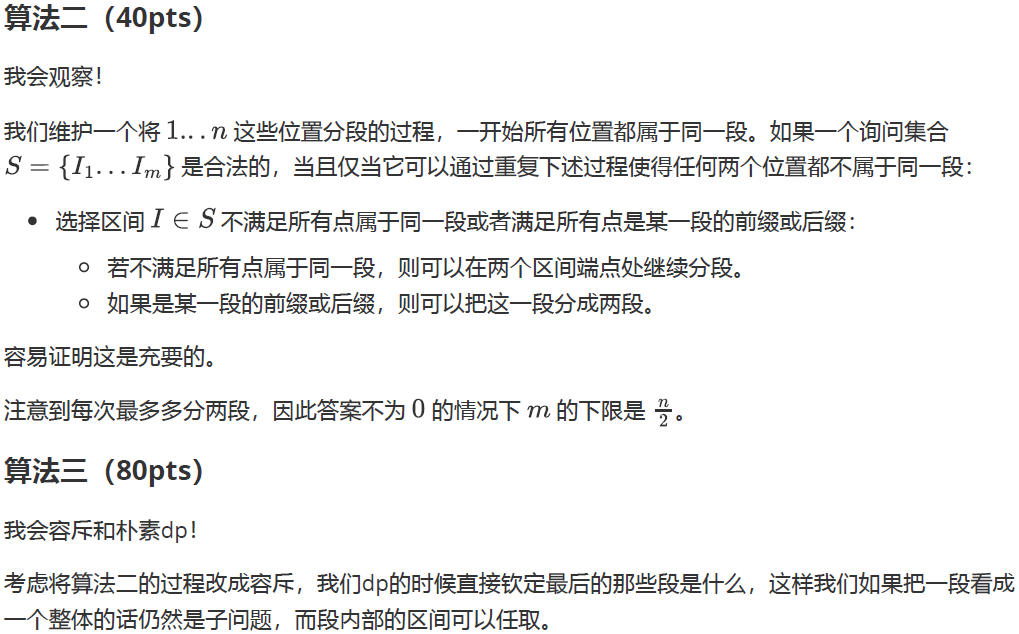 算法二（40pts）
我会观察！
我们维护一个将 1…n 这些位置分段的过程，一开始所有位置都属于同一段。如果一个询问集合
S = {I₁…Iₘ} 是合法的，当且仅当它可以通过重复下述过程使得任何两个位置都不属于同一段：
• 选择区间 I ∈ S 不满足所有点属于同一段或者满足所有点是某一段的前缀或后缀：
○ 若不满足所有点属于同一段，则可以在两个区间端点处继续分段。
○ 如果是某一段的前缀或后缀，则可以把这一段分成两段。
容易证明这是充要的。
注意到每次最多多分两段，因此答案不为 0 的情况下 m 的下限是 n/2。
算法三（80pts）
我会容斥和朴素dp！
考虑将算法二的过程改成容斥，我们dp的时候直接钦定最后的那些段是什么，这样我们如果把一段看成
一个整体的话仍然是子问题，而段内部的区间可以任取。